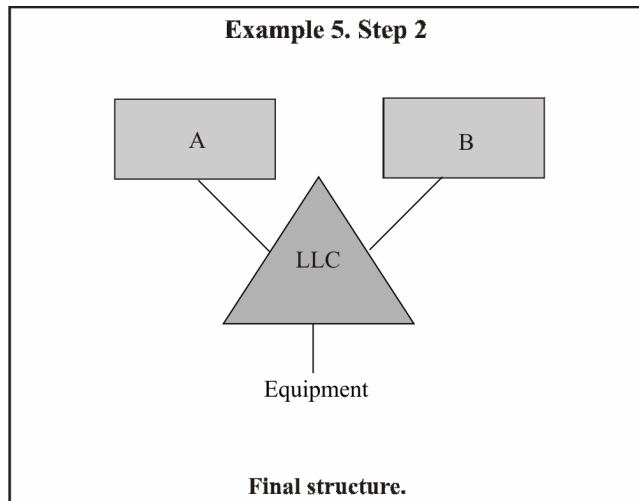 Example 5. Step 2
A
B
LLC
Equipment
Final structure.